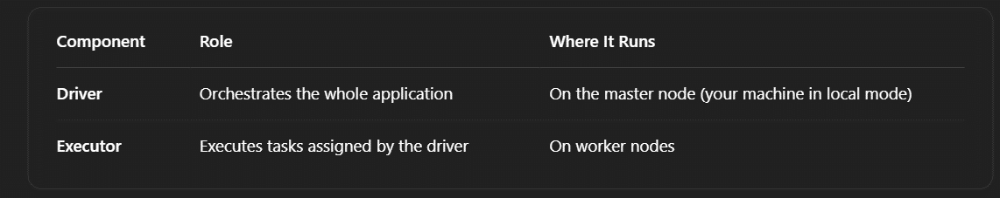 Component Role Where It Runs
Driver Orchestrates the whole application On the master node (your machine in local mode)
Executor Executes tasks assigned by the driver On worker nodes